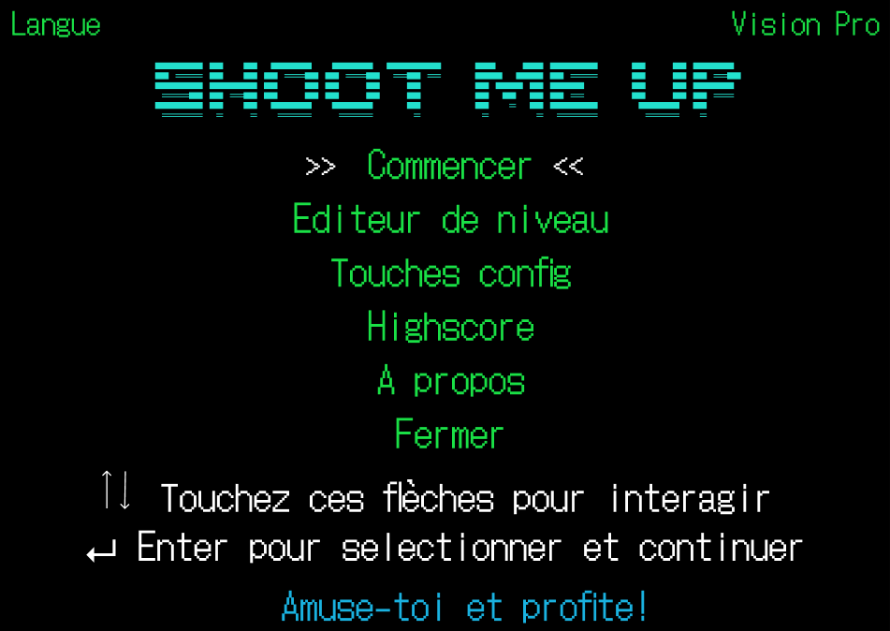 Langue
Vision Pro
SHOOT ME UP
>> Commencer <<
Editeur de niveau
Touches config
Highscore
A propos
Fermer
↑↓ Touchez ces flèches pour interagir
↵ Enter pour selectionner et continuer
Amuse-toi et profite!